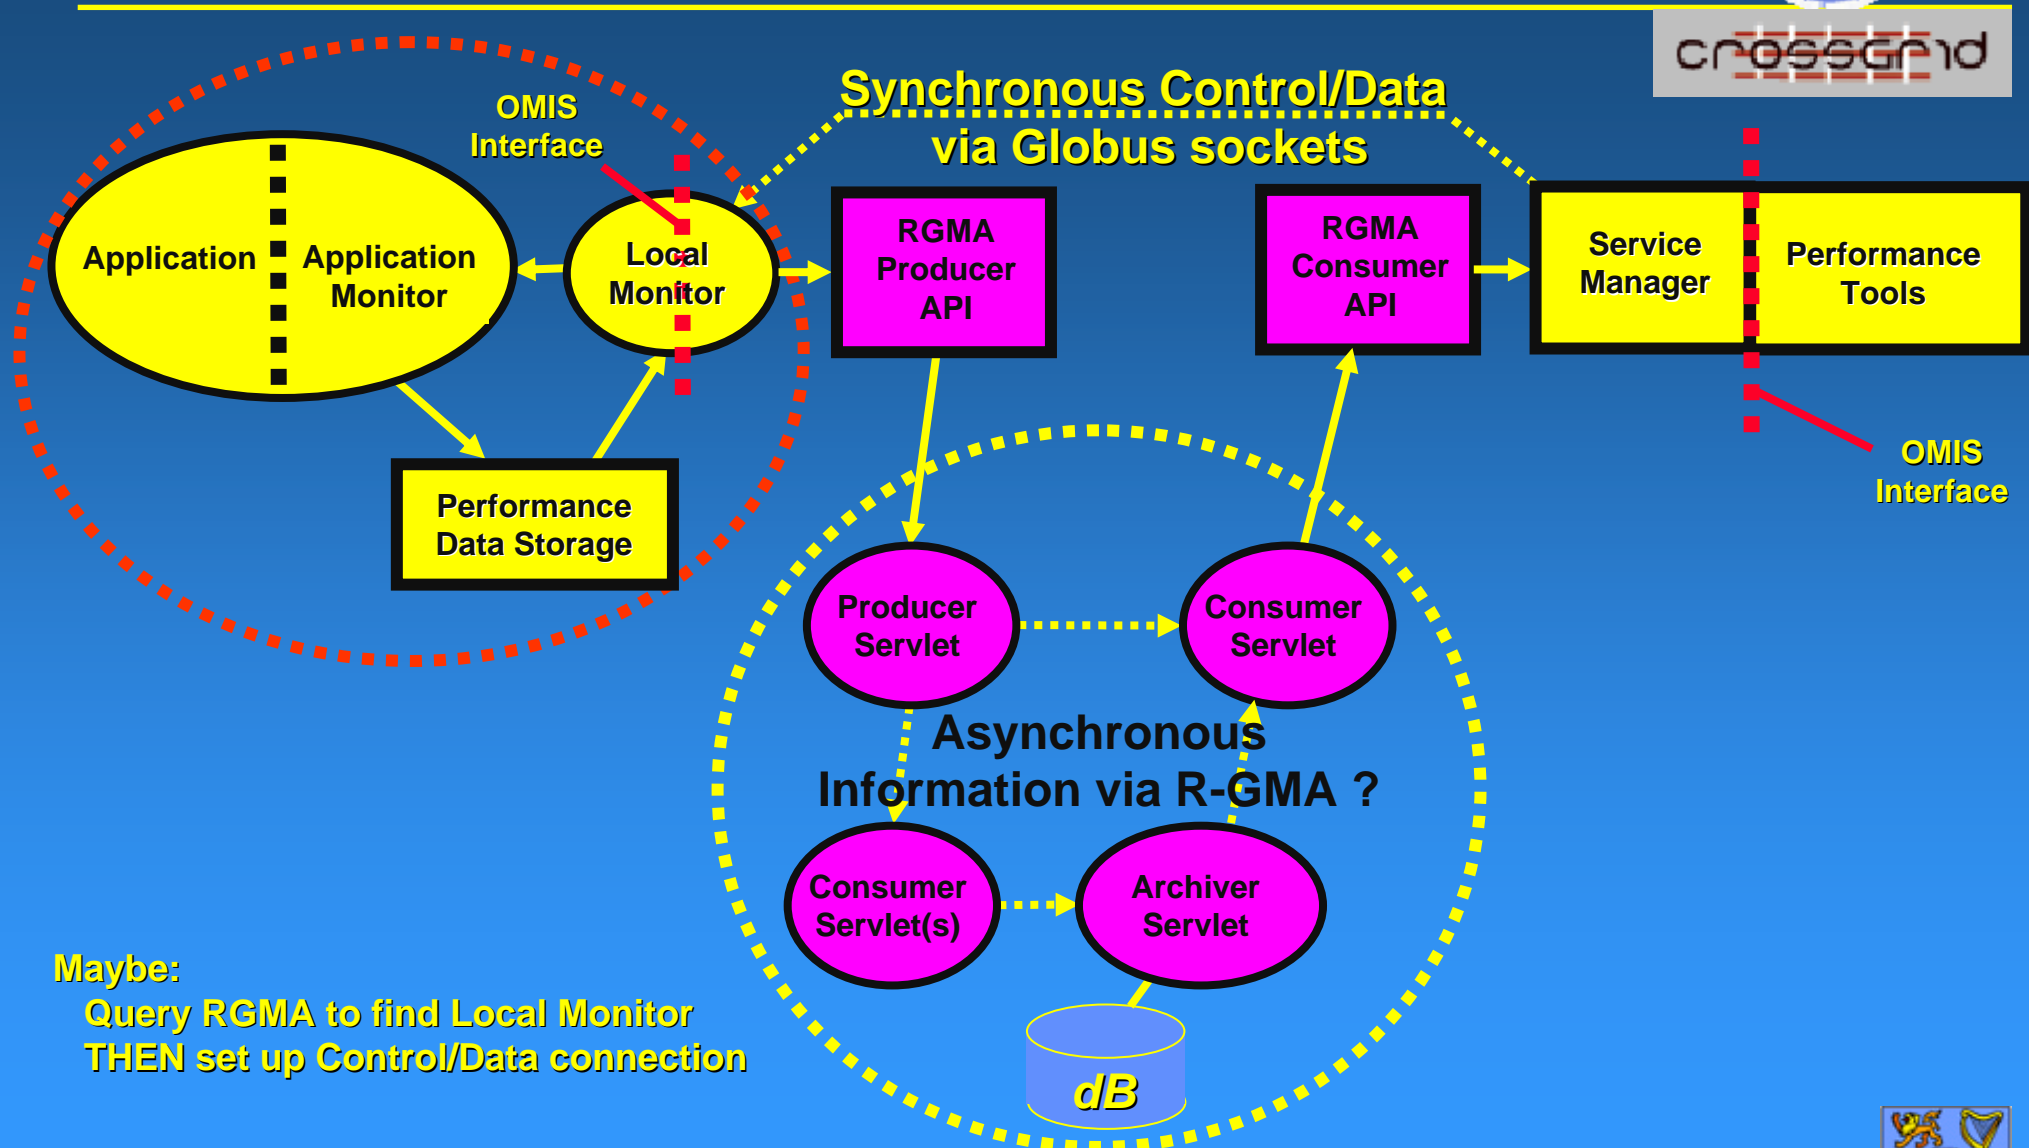 crossgrid
Synchronous Control/Data
via Globus sockets
OMIS
Interface
Application
Application
Monitor
Local
Monitor
RGMA
Producer
API
RGMA
Consumer
API
Service
Manager
Performance
Tools
OMIS
Interface
Performance
Data Storage
Producer
Servlet
Consumer
Servlet
Asynchronous
Information via R-GMA ?
Consumer
Servlet(s)
Archiver
Servlet
dB
Maybe:
Query RGMA to find Local Monitor
THEN set up Control/Data connection